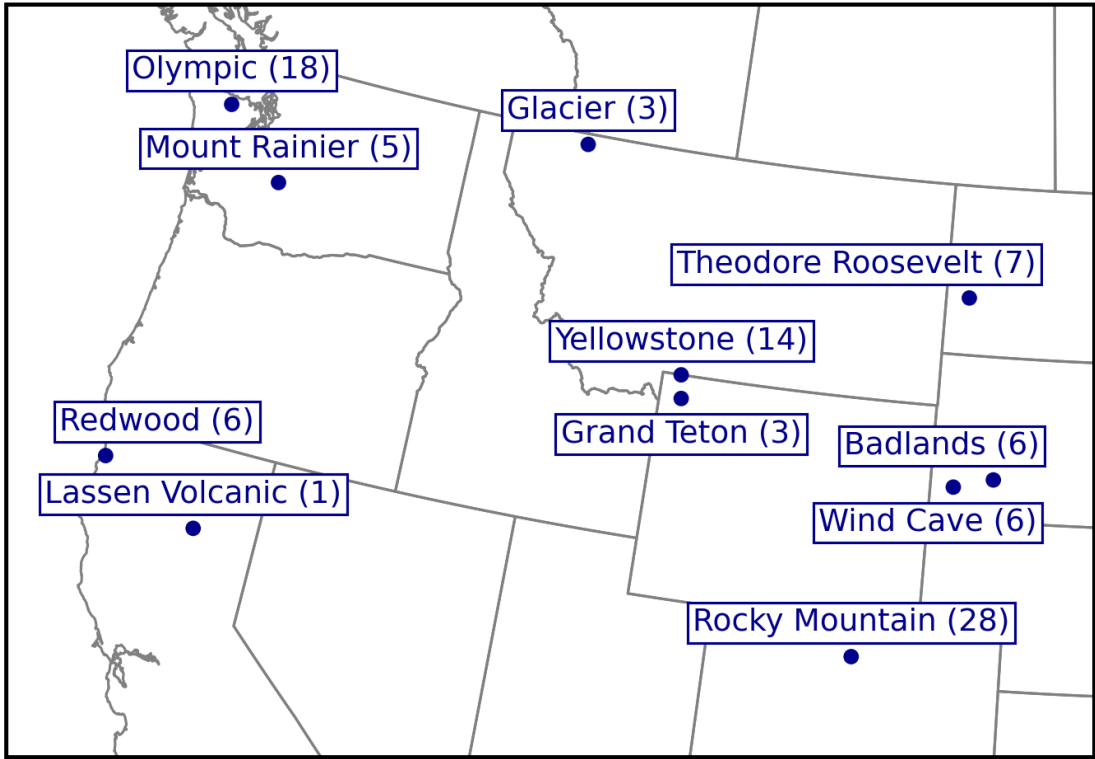 Olympic (18)
Glacier (3)
Mount Rainier (5)
Theodore Roosevelt (7)
Yellowstone (14)
Redwood (6)
Grand Teton (3)
Badlands (6)
Lassen Volcanic (1)
Wind Cave (6)
Rocky Mountain (28)